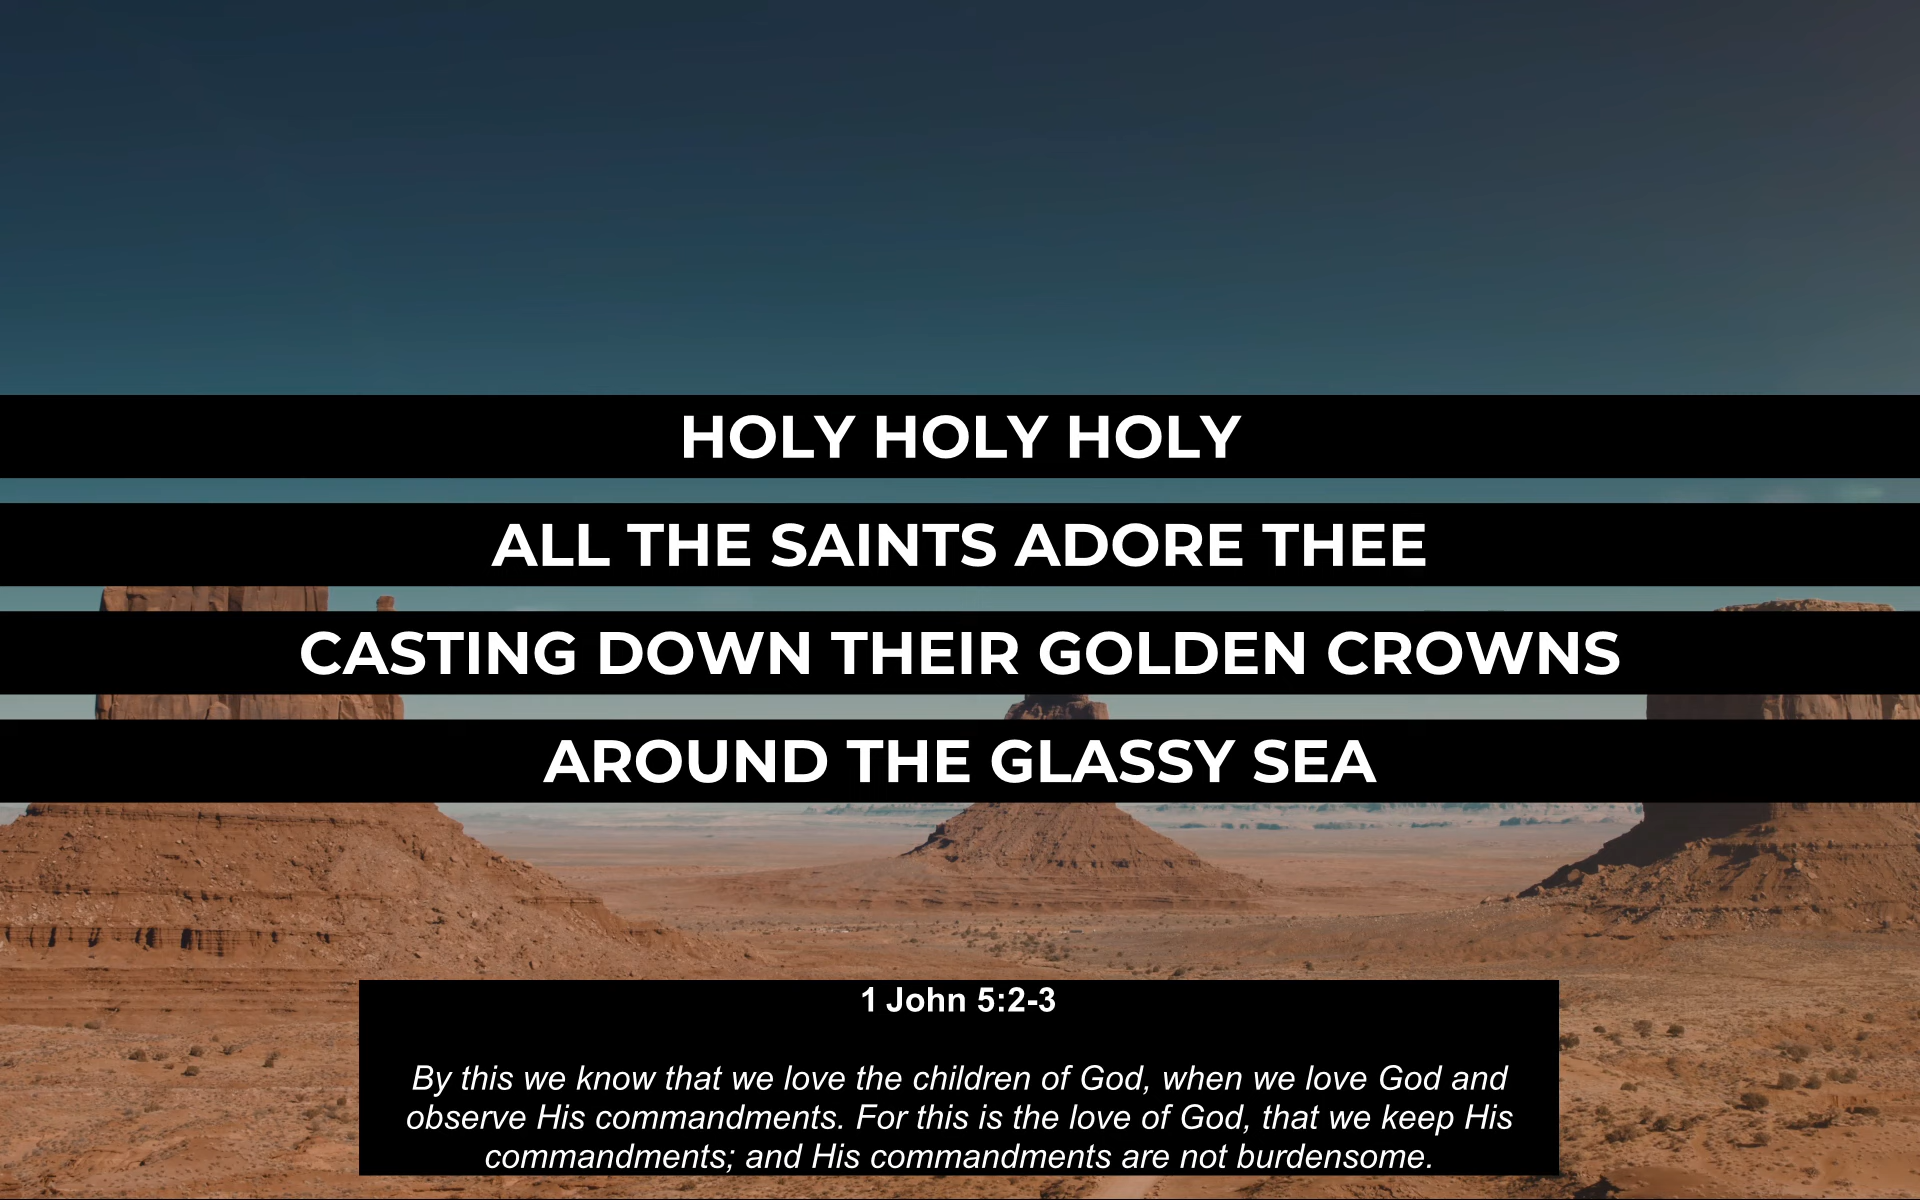 HOLY HOLY HOLY
ALL THE SAINTS ADORE THEE
CASTING DOWN THEIR GOLDEN CROWNS
AROUND THE GLASSY SEA
1 John 5:2-3
By this we know that we love the children of God, when we love God and
observe His commandments. For this is the love of God, that we keep His
commandments; and His commandments are not burdensome.